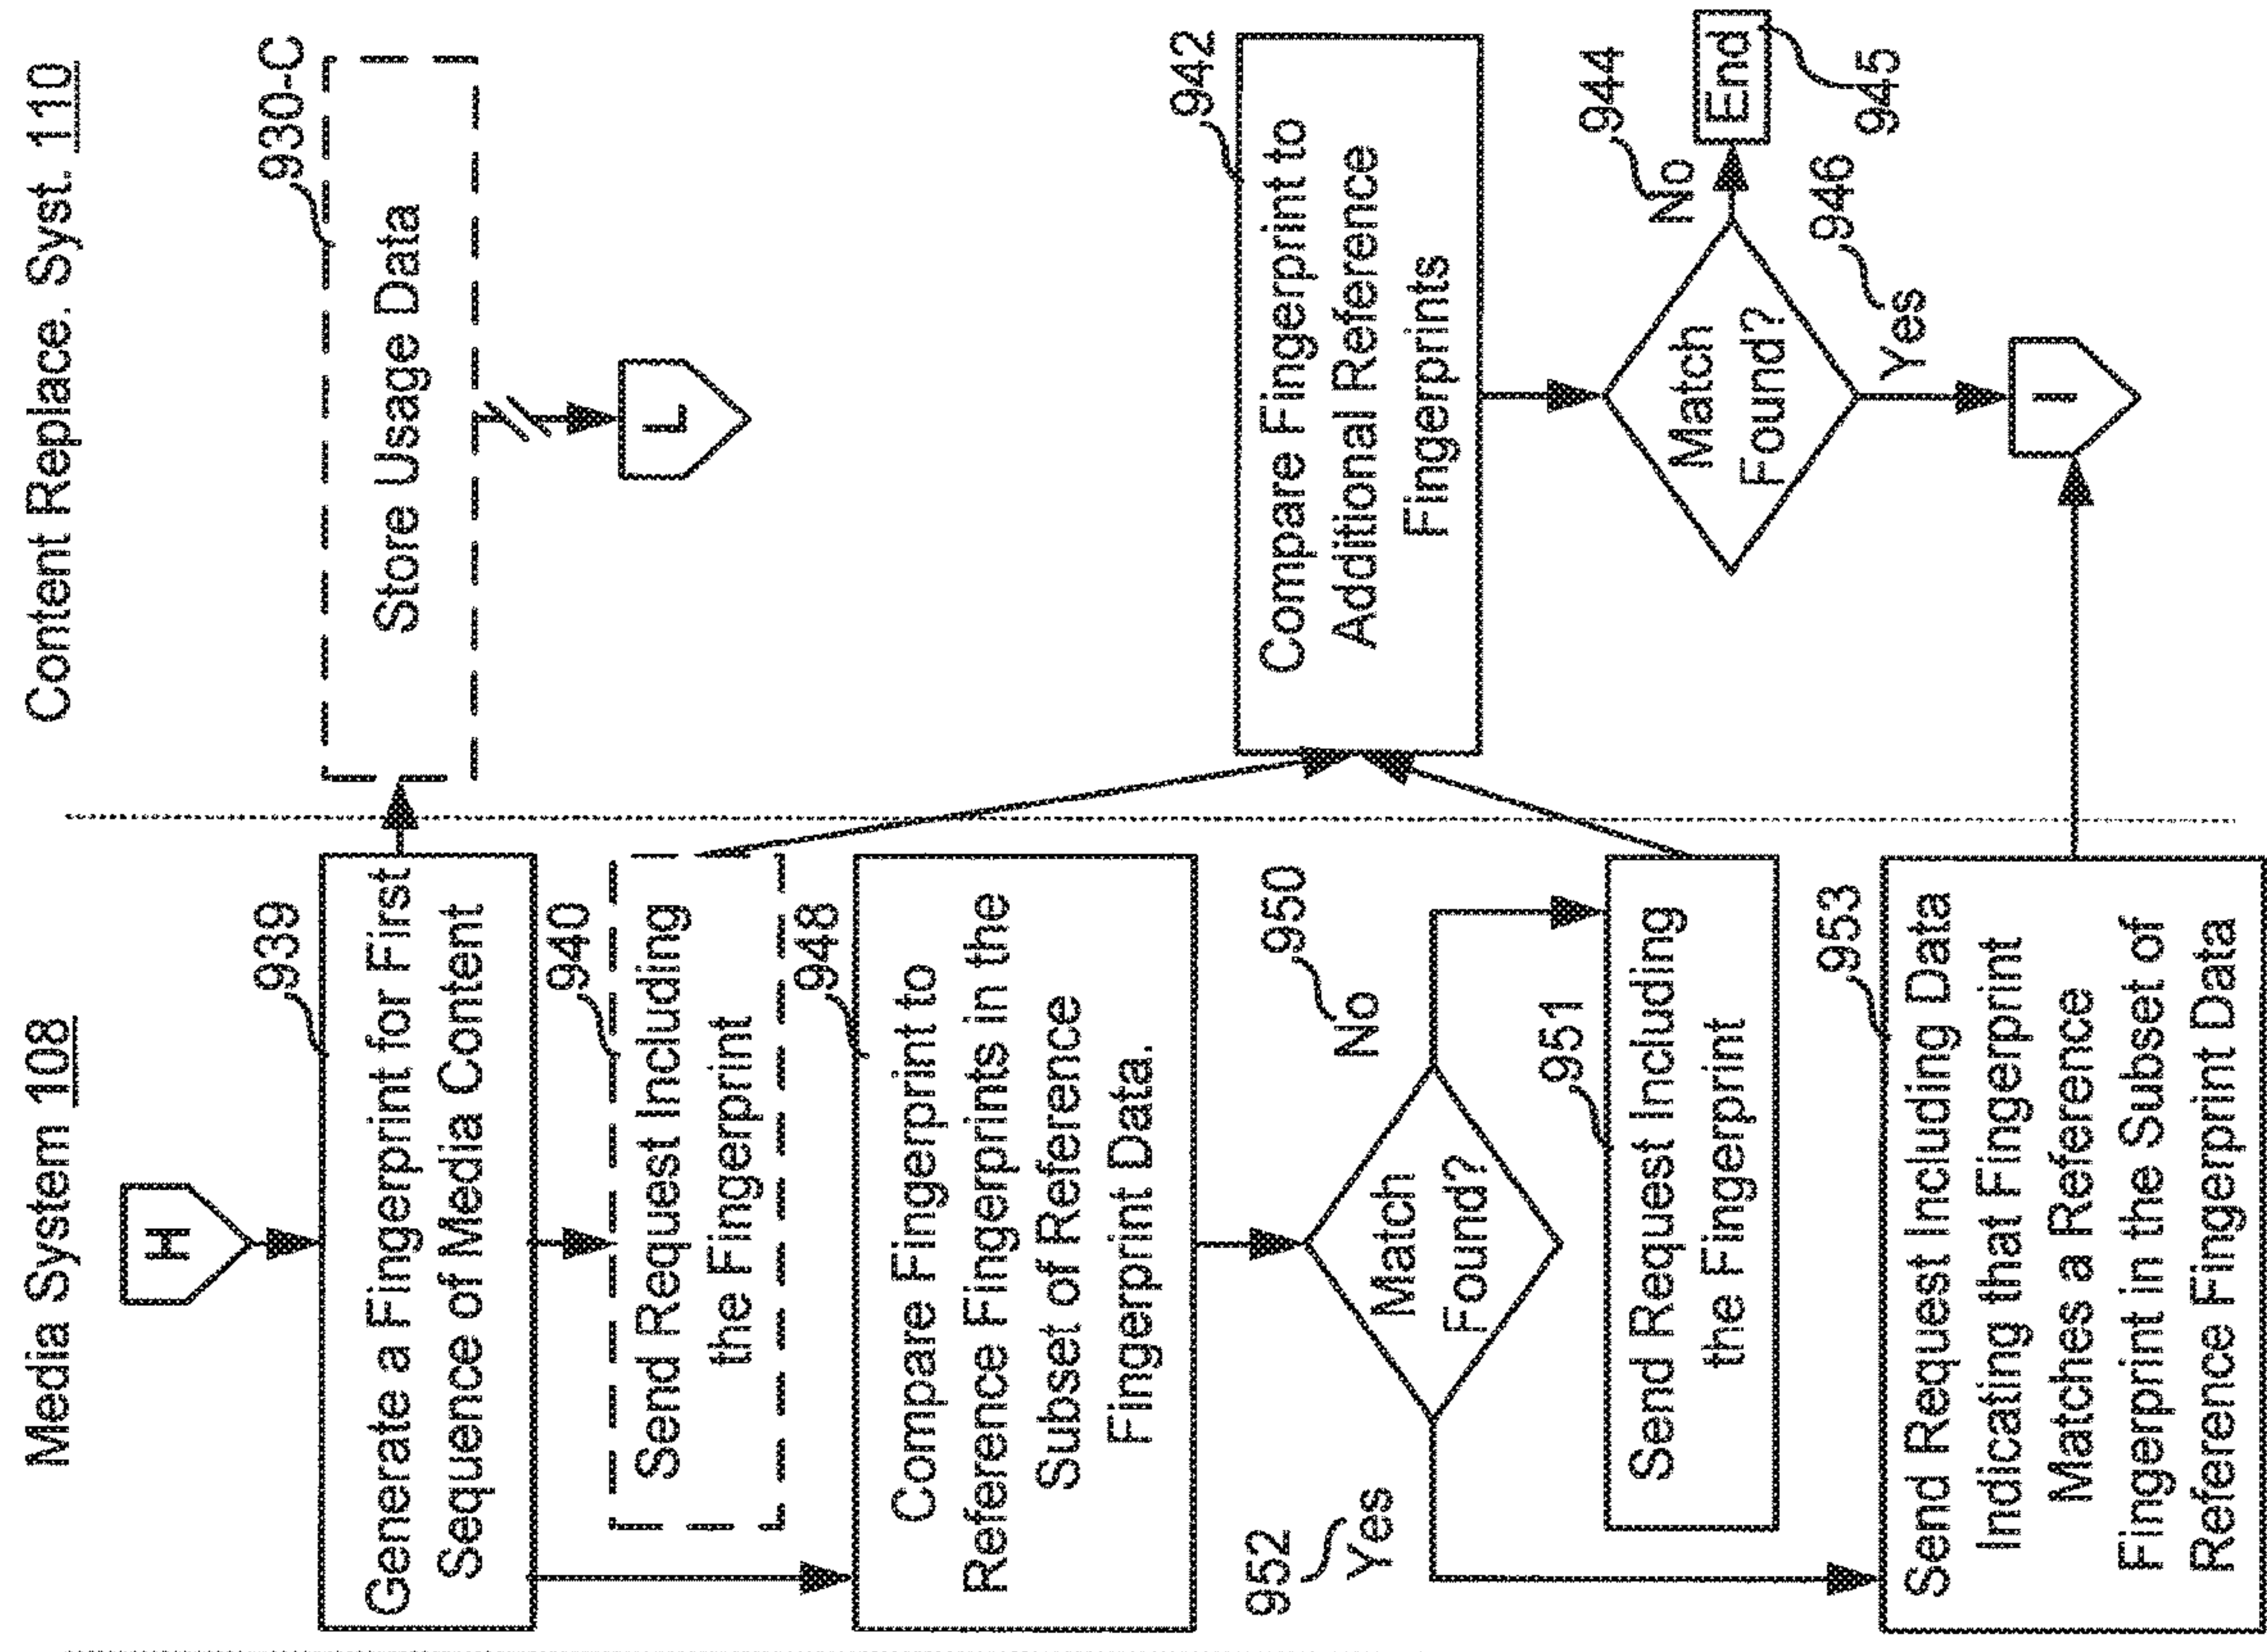 Media System 108
H
939
Generate a Fingerprint for First
Sequence of Media Content
940
Send Request Including
the Fingerprint
948
Compare Fingerprint to
Reference Fingerprints in the
Subset of Reference
Fingerprint Data.
Match
Found?
950
No
952
Yes
951
Send Request Including
the Fingerprint
953
Send Request Including Data
Indicating that Fingerprint
Matches a Reference
Fingerprint in the Subset of
Reference Fingerprint Data
Content Replace. Syst. 110
930-C
Store Usage Data
L
942
Compare Fingerprint to
Additional Reference
Fingerprints
Match
Found?
944
No
End
945
946
Yes
I